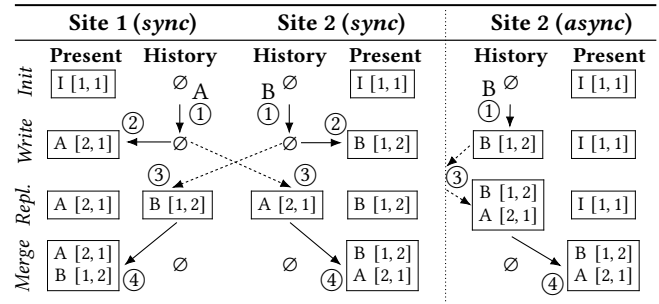 Site 1 (sync) Site 2 (sync) Site 2 (async)
Present History History Present History Present
Init I [1, 1] ∅ A B ∅ I [1, 1] B ∅ I [1, 1]
① ① ①
② ②
Write A [2, 1] ∅ ∅ B [1, 2] B [1, 2] I [1, 1]
③ ③ ③
Repl. A [2, 1] B [1, 2] A [2, 1] B [1, 2] B [1, 2] I [1, 1]
A [2, 1]
Merge A [2, 1] ∅ ∅ B [1, 2] ∅ B [1, 2]
B [1, 2] ④ ④ A [2, 1] ④ A [2, 1]